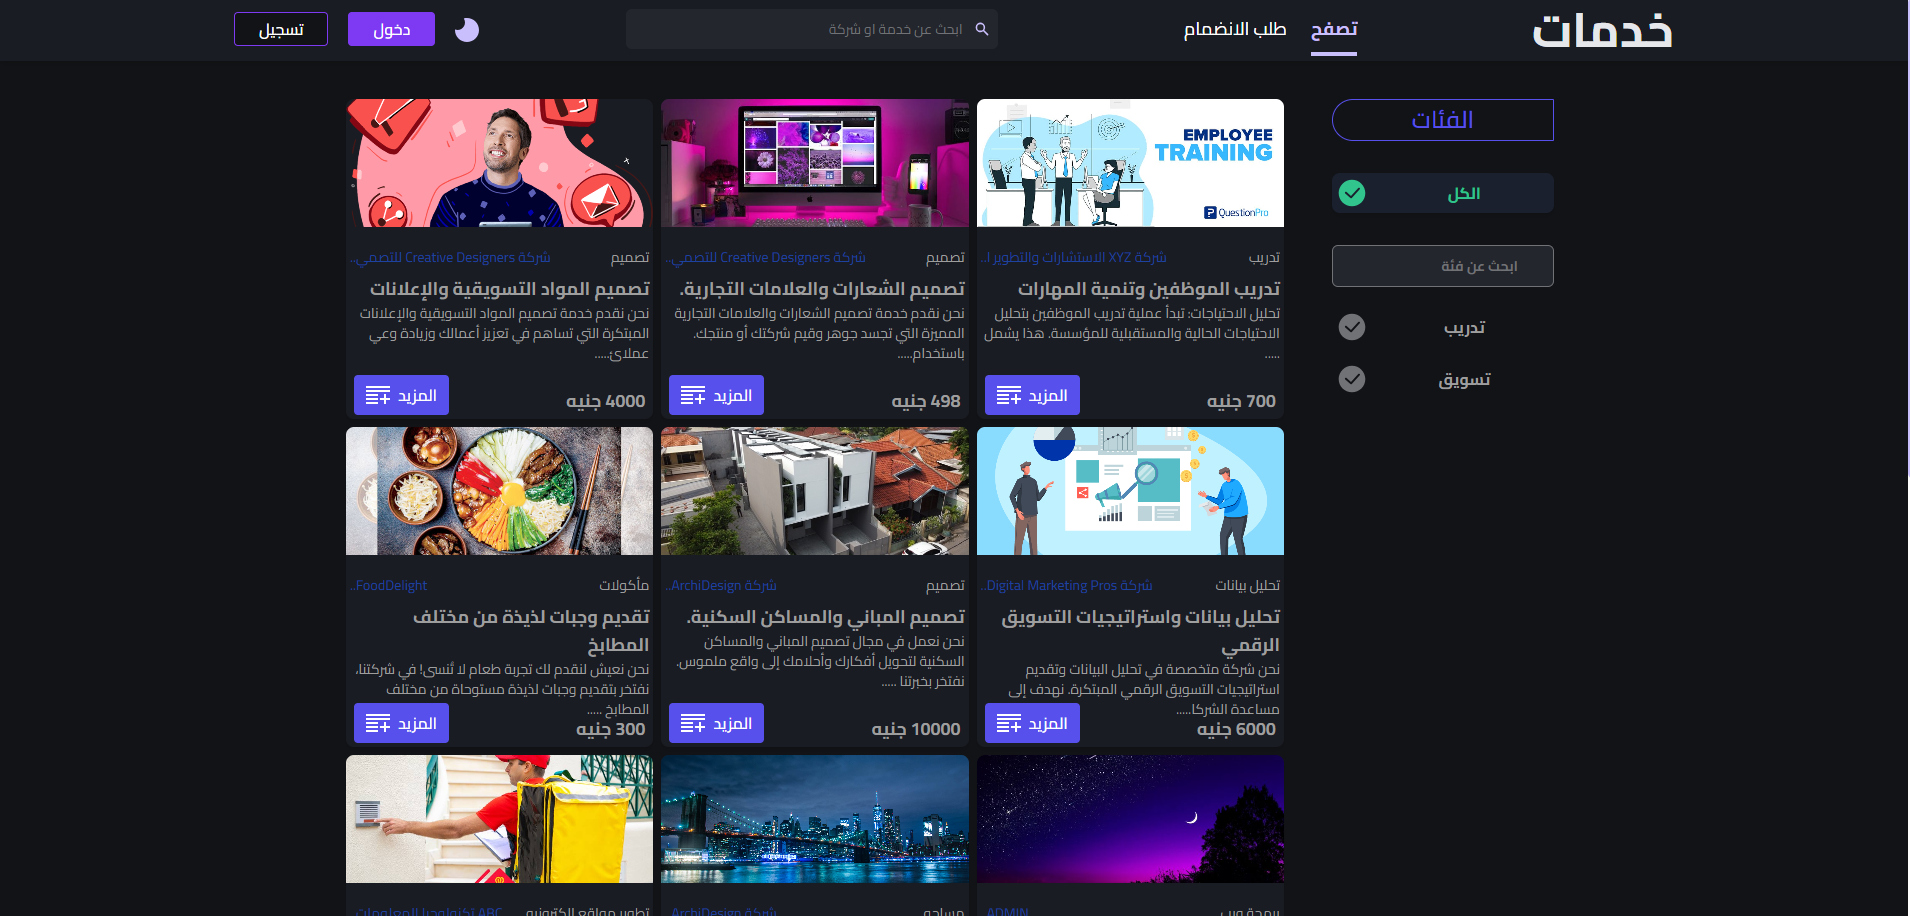 خدمات
تصفح
طلب الانضمام
ابحث عن خدمة او شركة
دخول
تسجيل
الفئات
الكل
ابحث عن فئة
تدريب
تسويق
EMPLOYEE
TRAINING
QuestionPro
تدريب
شركة XYZ الاستشارات والتطوير ا..
تدريب الموظفين وتنمية المهارات
تحليل الاحتياجات: تبدأ عملية تدريب الموظفين بتحليل
الاحتياجات الحالية والمستقبلية للمؤسسة. هذا يشمل
.....
700 جنيه
المزيد
تصميم
شركة Creative Designers للتصمي..
تصميم الشعارات والعلامات التجارية.
نحن نقدم خدمة تصميم الشعارات والعلامات التجارية
المميزة التي تجسد جوهر وقيم شركتك أو منتجك.
باستخدام.....
498 جنيه
المزيد
تصميم
شركة Creative Designers للتصمي..
تصميم المواد التسويقية والإعلانات
نحن نقدم خدمة تصميم المواد التسويقية والإعلانات
المبتكرة التي تساهم في تعزيز أعمالك وزيادة وعي
عملائ.....
4000 جنيه
المزيد
تحليل بيانات
شركة Digital Marketing Pros..
تحليل بيانات واستراتيجيات التسويق
الرقمي
نحن شركة متخصصة في تحليل البيانات وتقديم
استراتيجيات التسويق الرقمي المبتكرة. نهدف إلى
مساعدة الشركا.....
6000 جنيه
المزيد
تصميم
شركة ArchiDesign..
تصميم المباني والمساكن السكنية.
نحن نعمل في مجال تصميم المباني والمساكن
السكنية لتحويل أفكارك وأحلامك إلى واقع ملموس.
نفتخر بخبرتنا .....
10000 جنيه
المزيد
مأكولات
FoodDelight..
تقديم وجبات لذيذة من مختلف
المطابخ
نحن نعيش لنقدم لك تجربة طعام لا تُنسى! في شركتنا،
نفتخر بتقديم وجبات لذيذة مستوحاة من مختلف
المطابخ .....
300 جنيه
المزيد
برمجة ويب
ADMIN
مساحه
شركة ArchiDesign
تطوير مواقع إلكترونيه
ABC تكنولوجيا المعلومات